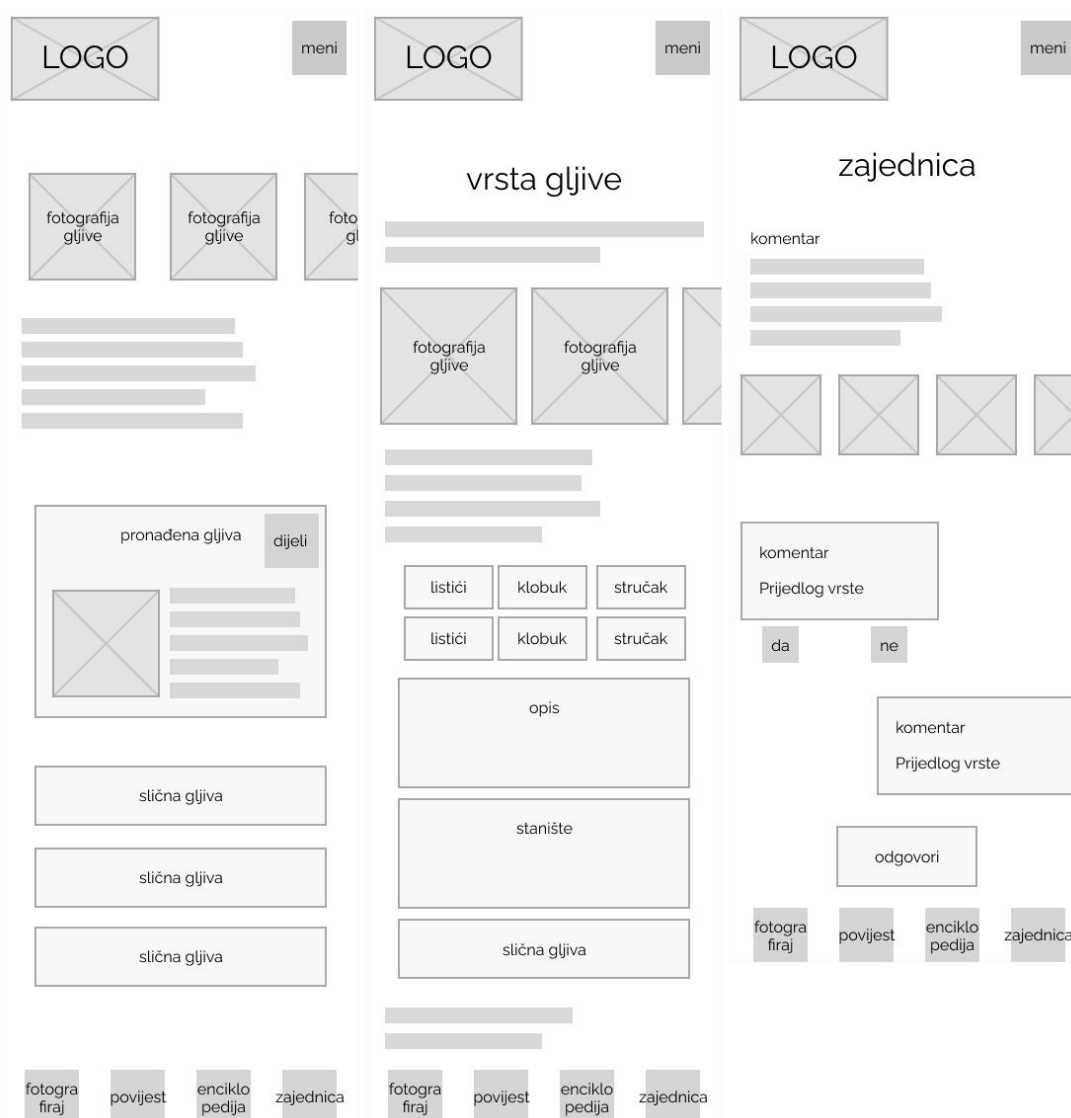 LOGO
meni
fotografija
gljive
fotografija
gljive
foto
gl
pronađena gljiva
dijeli
slična gljiva
slična gljiva
slična gljiva
fotogra
firaj
povijest
enciklo
pedija
zajednica
LOGO
meni
vrsta gljive
fotografija
gljive
fotografija
gljive
listići
klobuk
stručak
listići
klobuk
stručak
opis
stanište
slična gljiva
fotogra
firaj
povijest
enciklo
pedija
zajednica
LOGO
meni
zajednica
komentar
komentar
Prijedlog vrste
da
ne
komentar
Prijedlog vrste
odgovori
fotogra
firaj
povijest
enciklo
pedija
zajednica